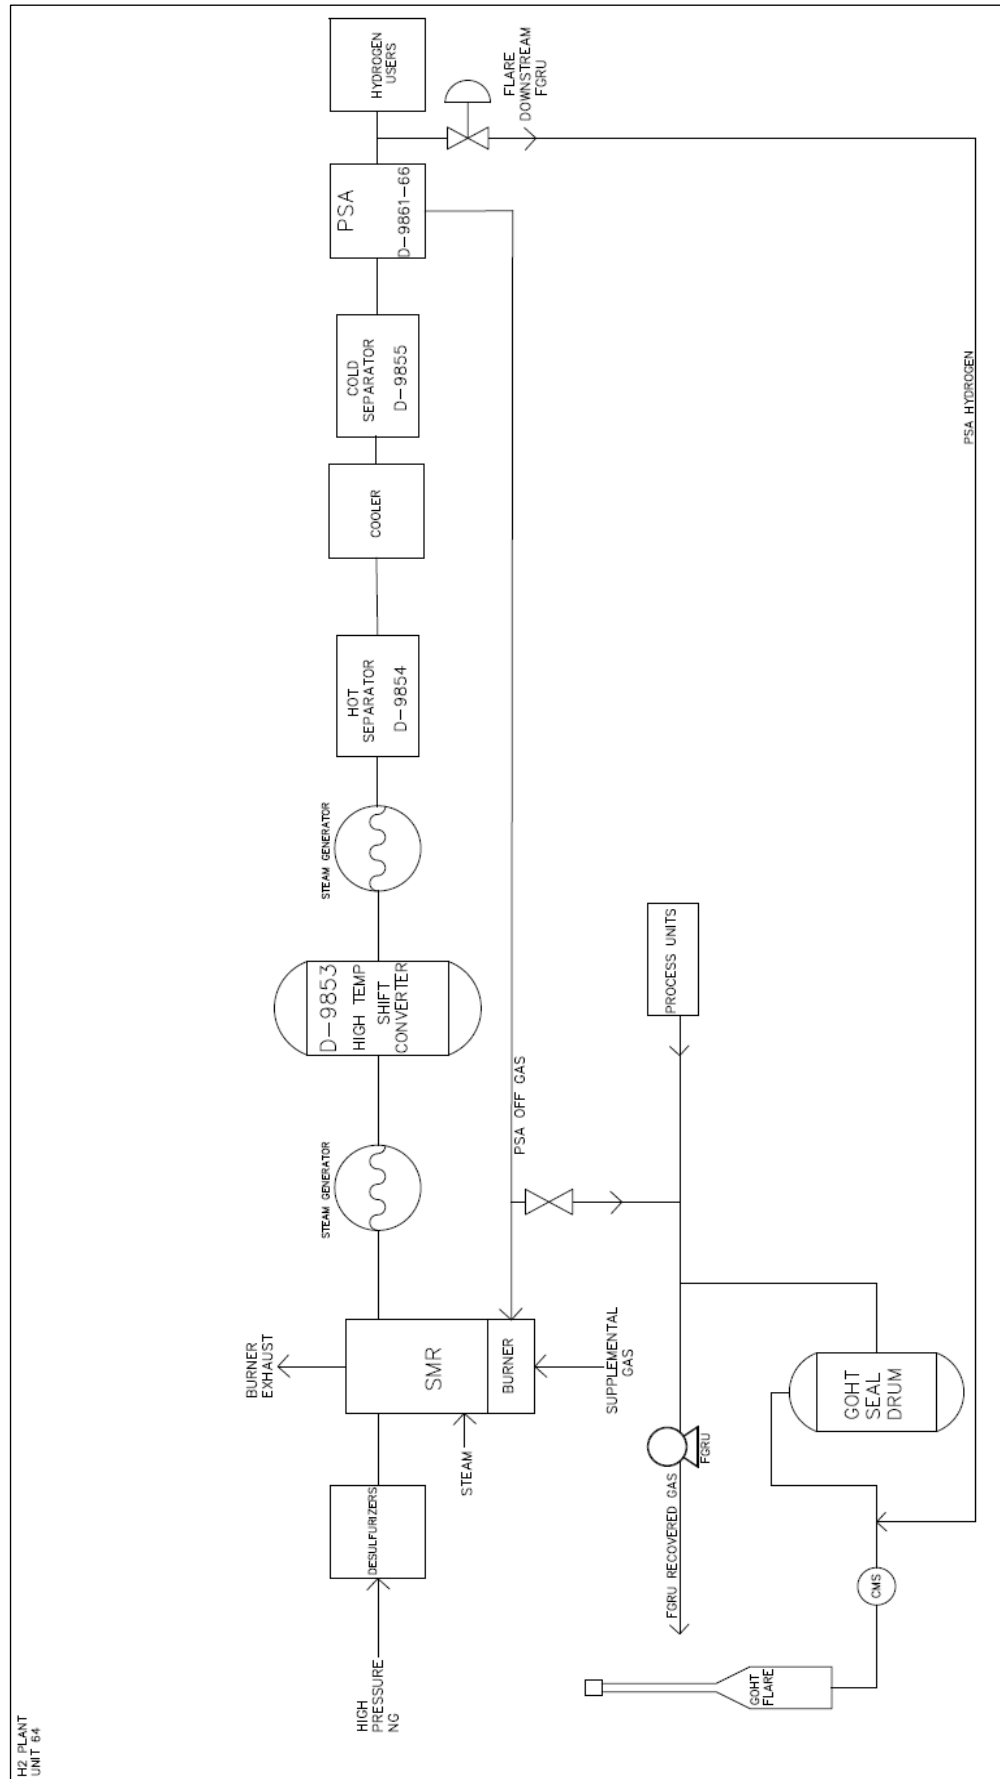 H2 PLANT
UNIT 64
HIGH
PRESSURE
NG
DESULFURIZERS
STEAM
SMR
BURNER
BURNER
EXHAUST
SUPPLEMENTAL
GAS
STEAM GENERATOR
D-9853
HIGH TEMP
SHIFT
CONVERTER
STEAM GENERATOR
HOT
SEPARATOR
D-9854
COOLER
COLD
SEPARATOR
D-9855
PSA
D-9861-66
HYDROGEN
USERS
FLARE
DOWNSTREAM
FGRU
PSA OFF GAS
PROCESS UNITS
PSA HYDROGEN
FGRU
FGRU RECOVERED GAS
GOHT
SEAL
DRUM
CMS
GOHT
FLARE